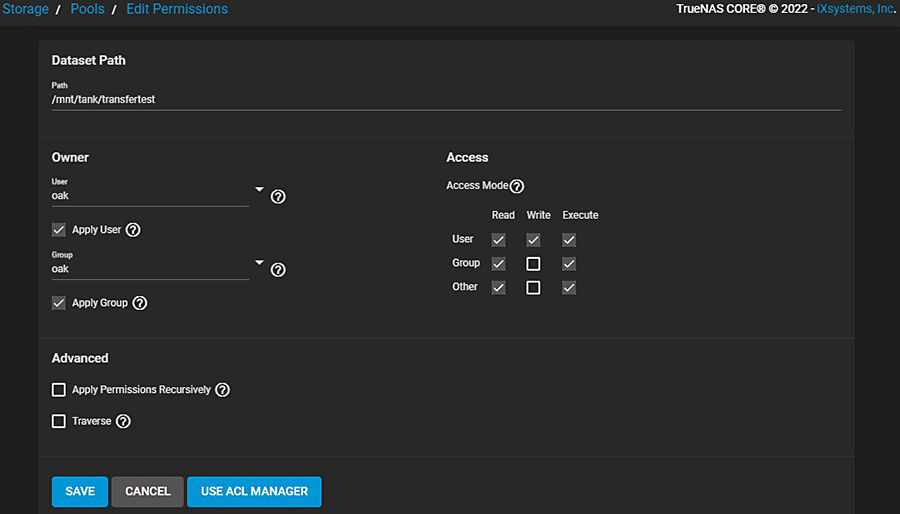 Storage / Pools / Edit Permissions
TrueNAS CORE® © 2022 - iXsystems, Inc.
Dataset Path
Path
/mnt/tank/transfertest
Owner
User
oak
Apply User
Group
oak
Apply Group
Access
Access Mode
Read Write Execute
User
Group
Other
Advanced
Apply Permissions Recursively
Traverse
SAVE CANCEL USE ACL MANAGER